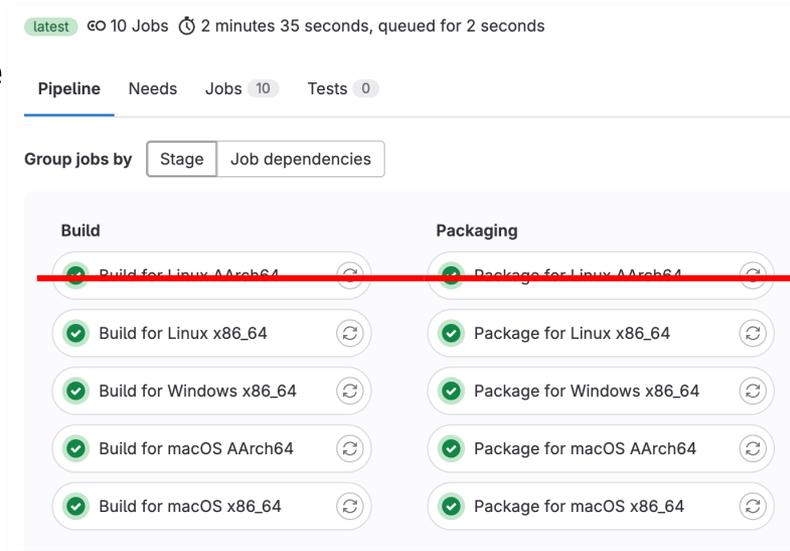 latest 10 Jobs 2 minutes 35 seconds, queued for 2 seconds
Pipeline Needs Jobs 10 Tests 0
Group jobs by Stage Job dependencies
Build Packaging
Build for Linux AArch64 Package for Linux AArch64
Build for Linux x86_64 Package for Linux x86_64
Build for Windows x86_64 Package for Windows x86_64
Build for macOS AArch64 Package for macOS AArch64
Build for macOS x86_64 Package for macOS x86_64